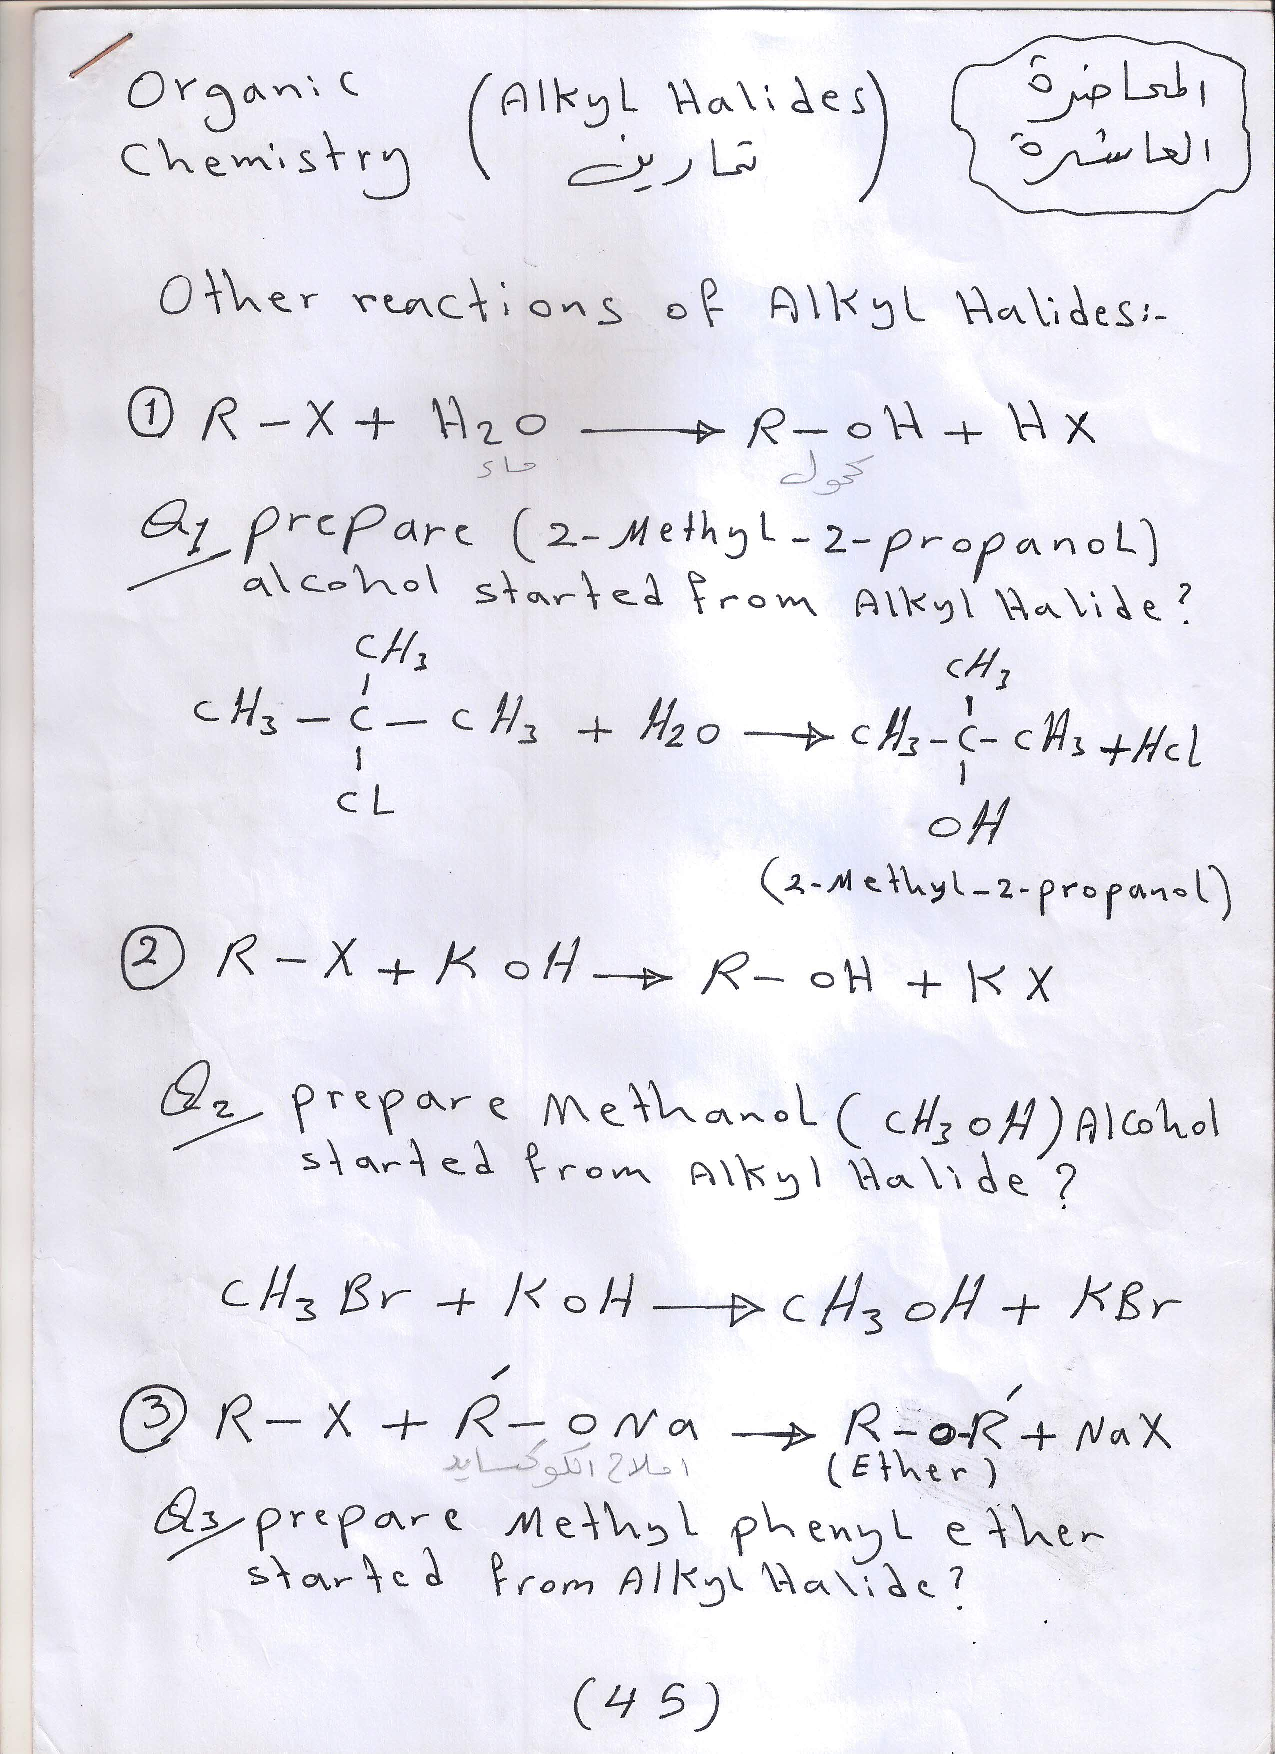 Organic
Chemistry
(Alkyl Halides)
تمارين
المحاضرة
العاشرة
Other reactions of Alkyl Halides:-
① R-X + H2O → R-OH + HX
ماء كحول
Q1 prepare (2-Methyl-2-propanol)
alcohol started from Alkyl Halide?
CH3 CH3
CH3-C-CH3 + H2O → CH3-C-CH3 + Hcl
CL OH
(2-Methyl-2-propanol)
② R-X + KOH → R-OH + KX
Q2 prepare Methanol (CH3OH) Alcohol
started from Alkyl Halide?
CH3Br + KOH → CH3OH + KBr
③ R-X + R'-ONa → R-O-R' + NaX
املاح الكوكسايد (Ether)
Q3 prepare Methyl phenyl ether
started from Alkyl Halide?
(45)